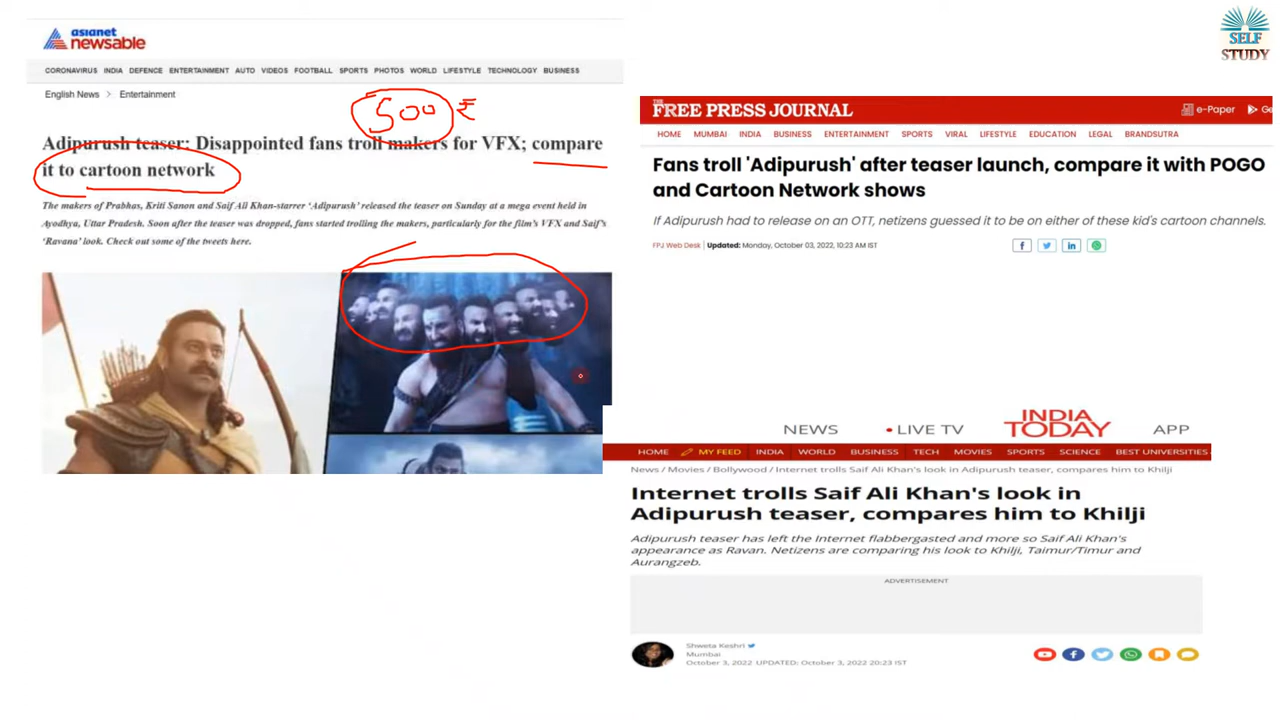 asianet
newsable
CORONAVIRUS INDIA DEFENCE ENTERTAINMENT AUTO VIDEOS FOOTBALL SPORTS PHOTOS WORLD LIFESTYLE TECHNOLOGY BUSINESS
English News > Entertainment
500 ₹
Adipurush teaser: Disappointed fans troll makers for VFX; compare
it to cartoon network
The makers of Prabhas, Kriti Sanon and Saif Ali Khan-starrer 'Adipurush' released the teaser on Sunday at a mega event held in
Ayodhya, Uttar Pradesh. Soon after the teaser was dropped, fans started trolling the makers, particularly for the film's VFX and Saif's
'Ravana' look. Check out some of the tweets here.
SELF
STUDY
THE
FREE PRESS JOURNAL
e-Paper Ge
HOME MUMBAI INDIA BUSINESS ENTERTAINMENT SPORTS VIRAL LIFESTYLE EDUCATION LEGAL BRANDSUTRA
Fans troll 'Adipurush' after teaser launch, compare it with POGO
and Cartoon Network shows
If Adipurush had to release on an OTT, netizens guessed it to be on either of these kid's cartoon channels.
FPJ Web Desk | Updated: Monday, October 03, 2022, 10:23 AM IST
NEWS • LIVE TV INDIA TODAY APP
HOME MY FEED INDIA WORLD BUSINESS TECH MOVIES SPORTS SCIENCE BEST UNIVERSITIES
News / Movies / Bollywood / Internet trolls Saif Ali Khan's look in Adipurush teaser, compares him to Khilji
Internet trolls Saif Ali Khan's look in
Adipurush teaser, compares him to Khilji
Adipurush teaser has left the Internet flabbergasted and more so Saif Ali Khan's
appearance as Ravan. Netizens are comparing his look to Khilji, Taimur/Timur and
Aurangzeb.
ADVERTISEMENT
Shweta Keshri
Mumbai
October 3, 2022 UPDATED: October 3, 2022 20:23 IST